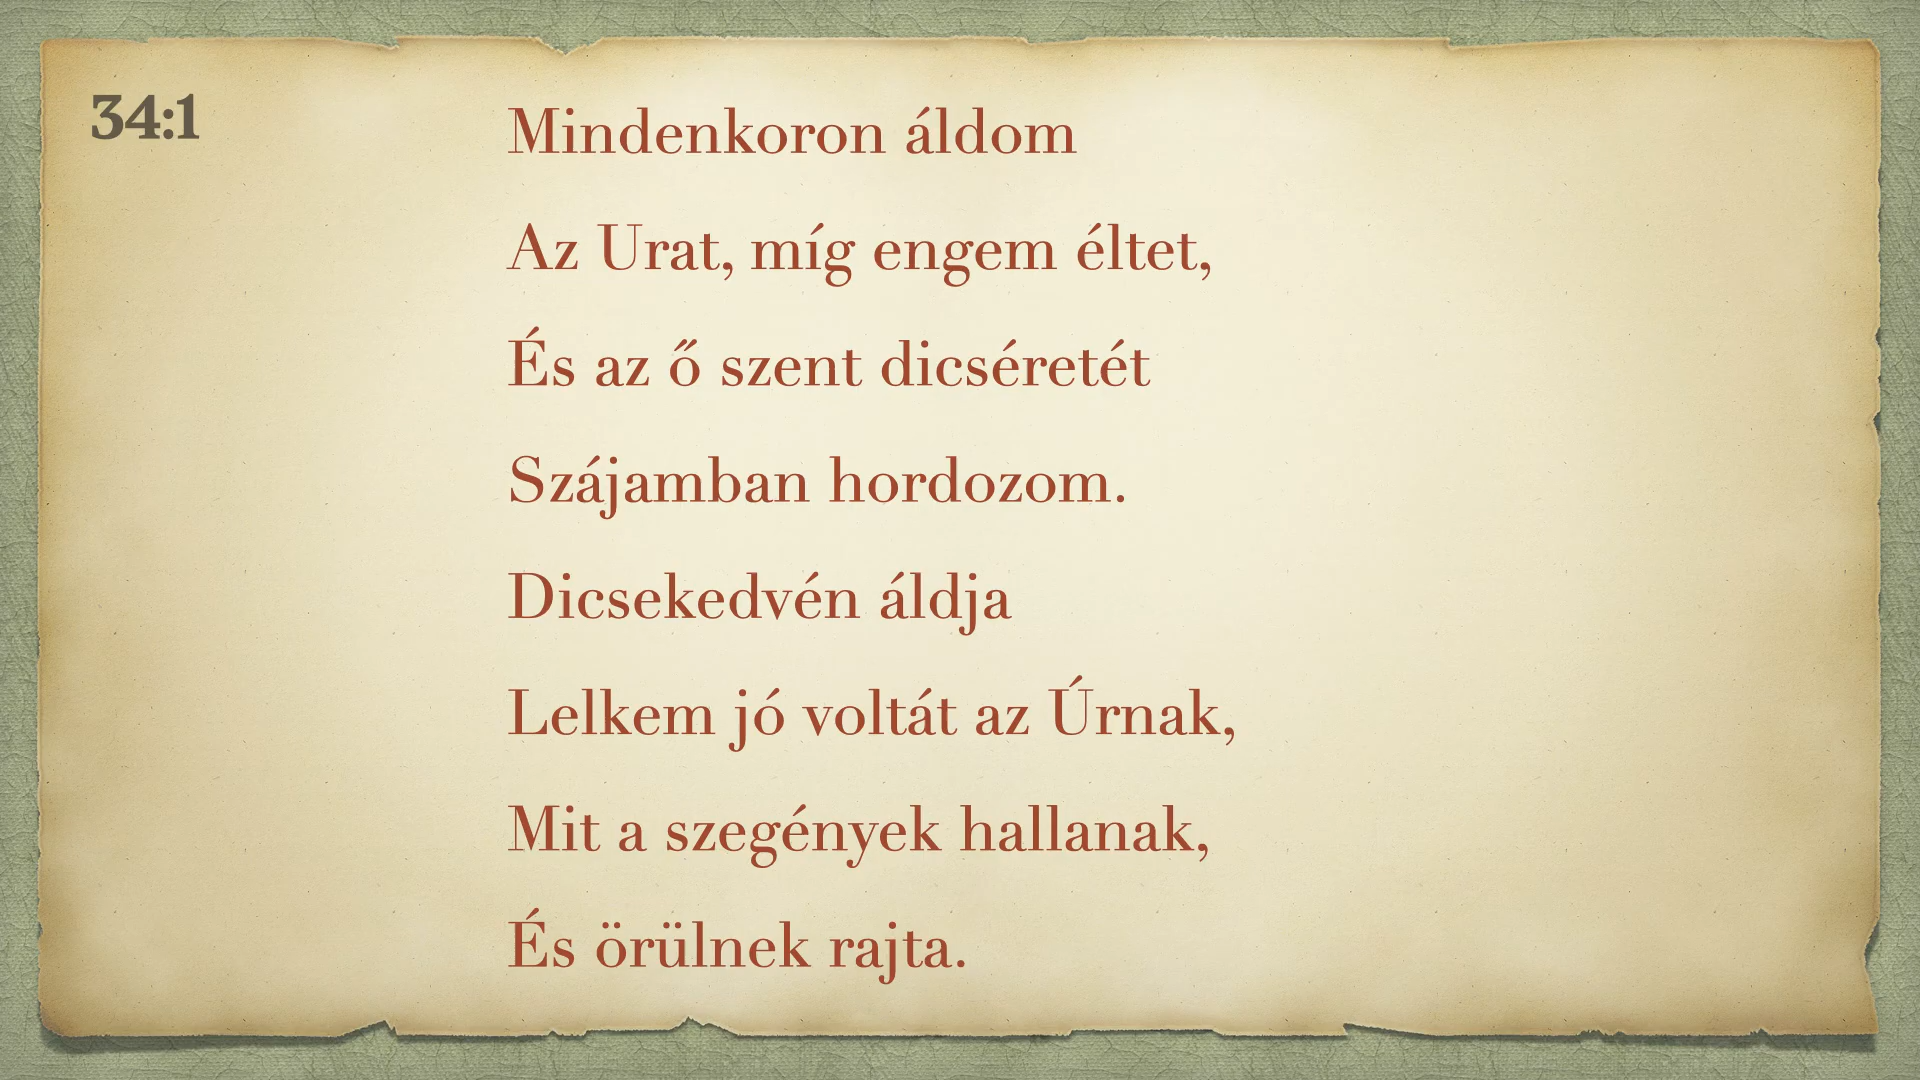 34:1
Mindenkoron áldom
Az Urat, míg engem éltet,
És az ő szent dicséretét
Szájamban hordozom.
Dicsekedvén áldja
Lelkem jó voltát az Úrnak,
Mit a szegények hallanak,
És örülnek rajta.